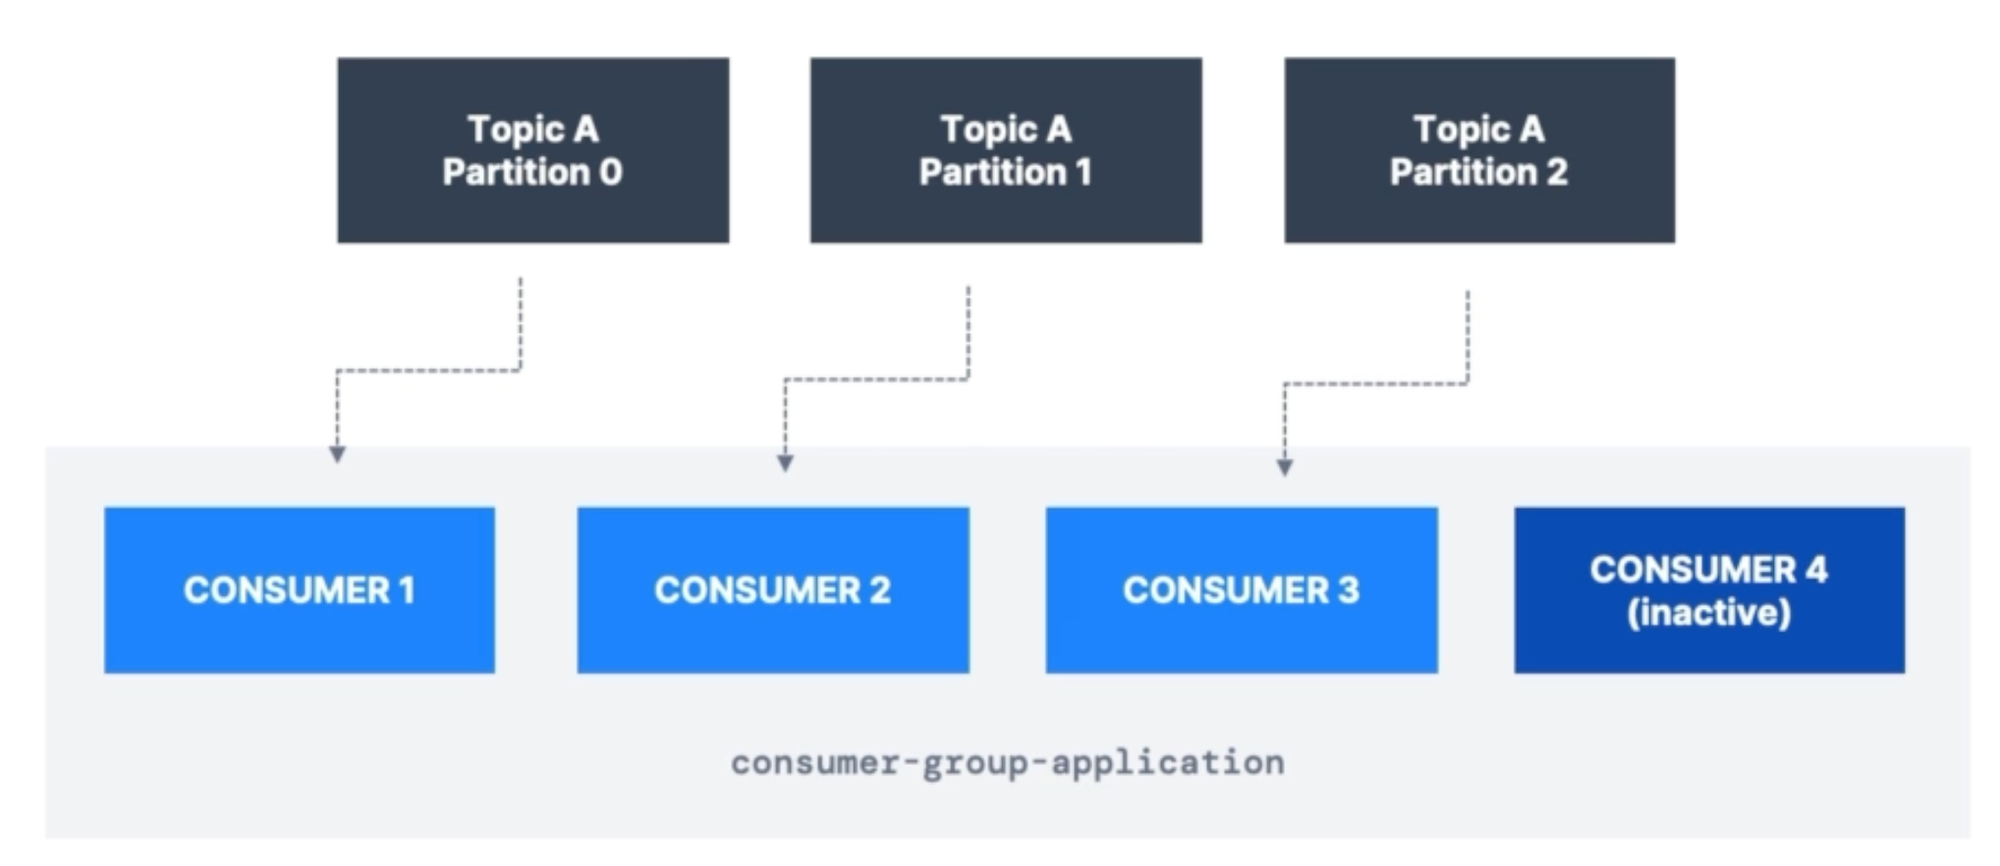 Topic A
Partition 0
Topic A
Partition 1
Topic A
Partition 2
CONSUMER 1
CONSUMER 2
CONSUMER 3
CONSUMER 4
(inactive)
consumer-group-application